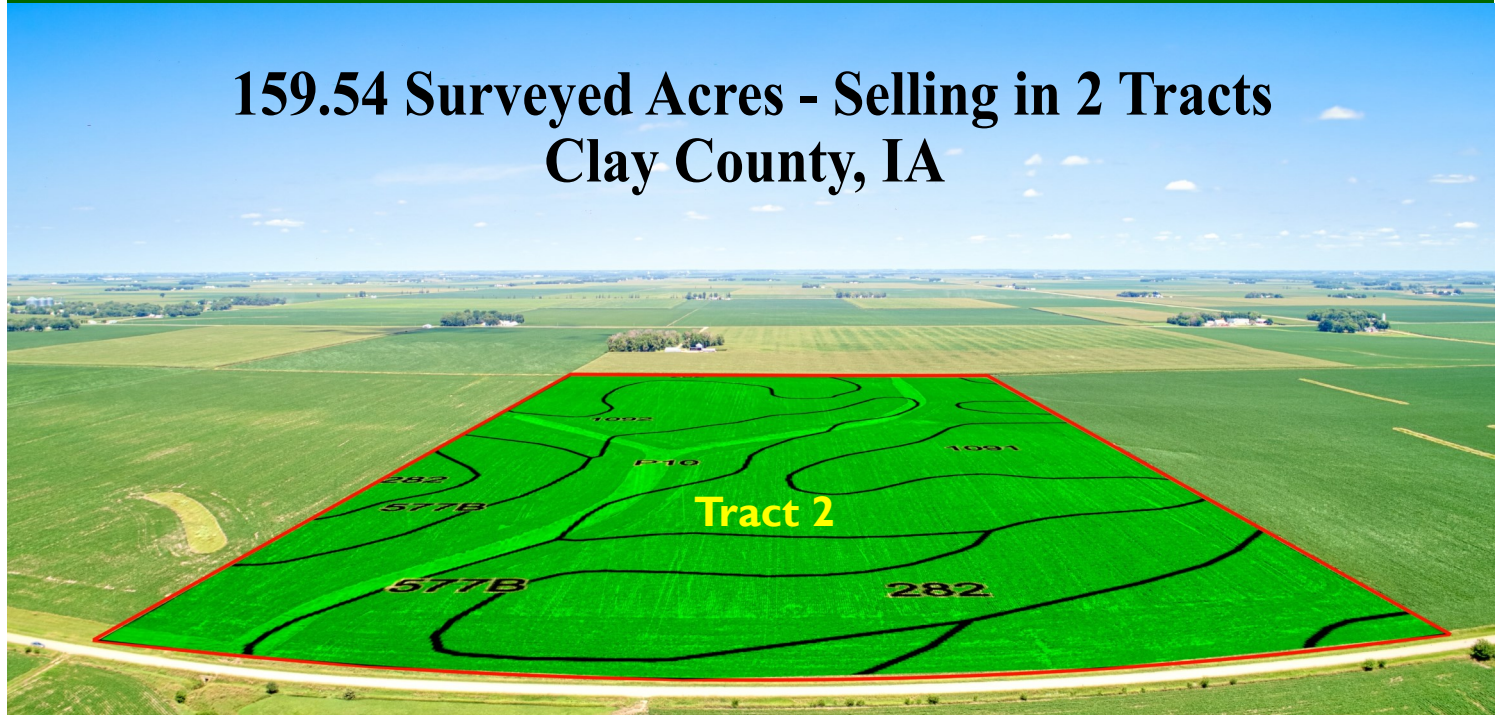 159.54 Surveyed Acres - Selling in 2 Tracts
Clay County, IA
1092
1091
P10
282
577B
Tract 2
577B
282